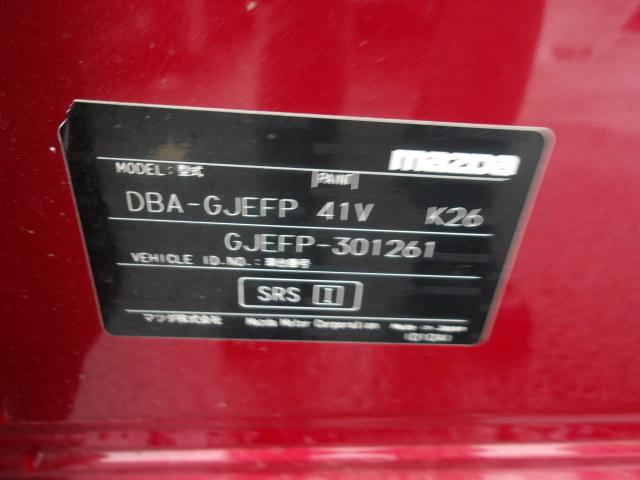 mazda
MODEL: 型式 PAINT
DBA-GJEFP 41V K26
GJEFP-301261
VEHICLE ID.NO.: 車台番号
SRS I
マツダ株式会社 Mazda Motor Corporation Made in Japan